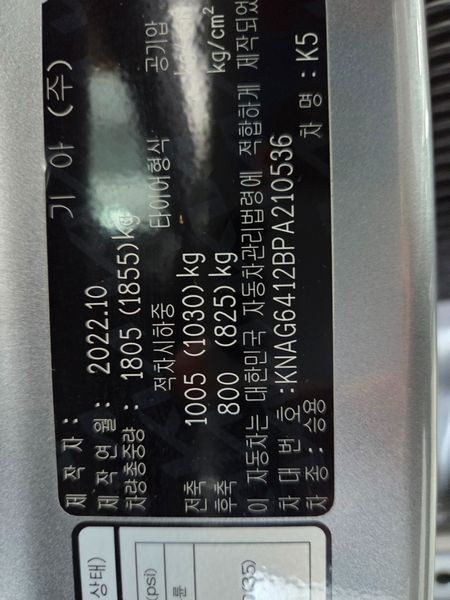 제 작 자 : 기 아 (주)
제 작 연 월 : 2022.10
차량총중량 : 1805 (1855)kg
적차시하중 타이어형식 공기압
kg/cm²
전축 1005 (1030)kg
후축 800 (825)kg kg/cm²
이 자동차는 대한민국 자동차관리법령에 적합하게 제작되었
차 대 번 호 :KNAG6412BPA210536
차 종 : 승용 차 명 : K5
상태)
(psi)
륜